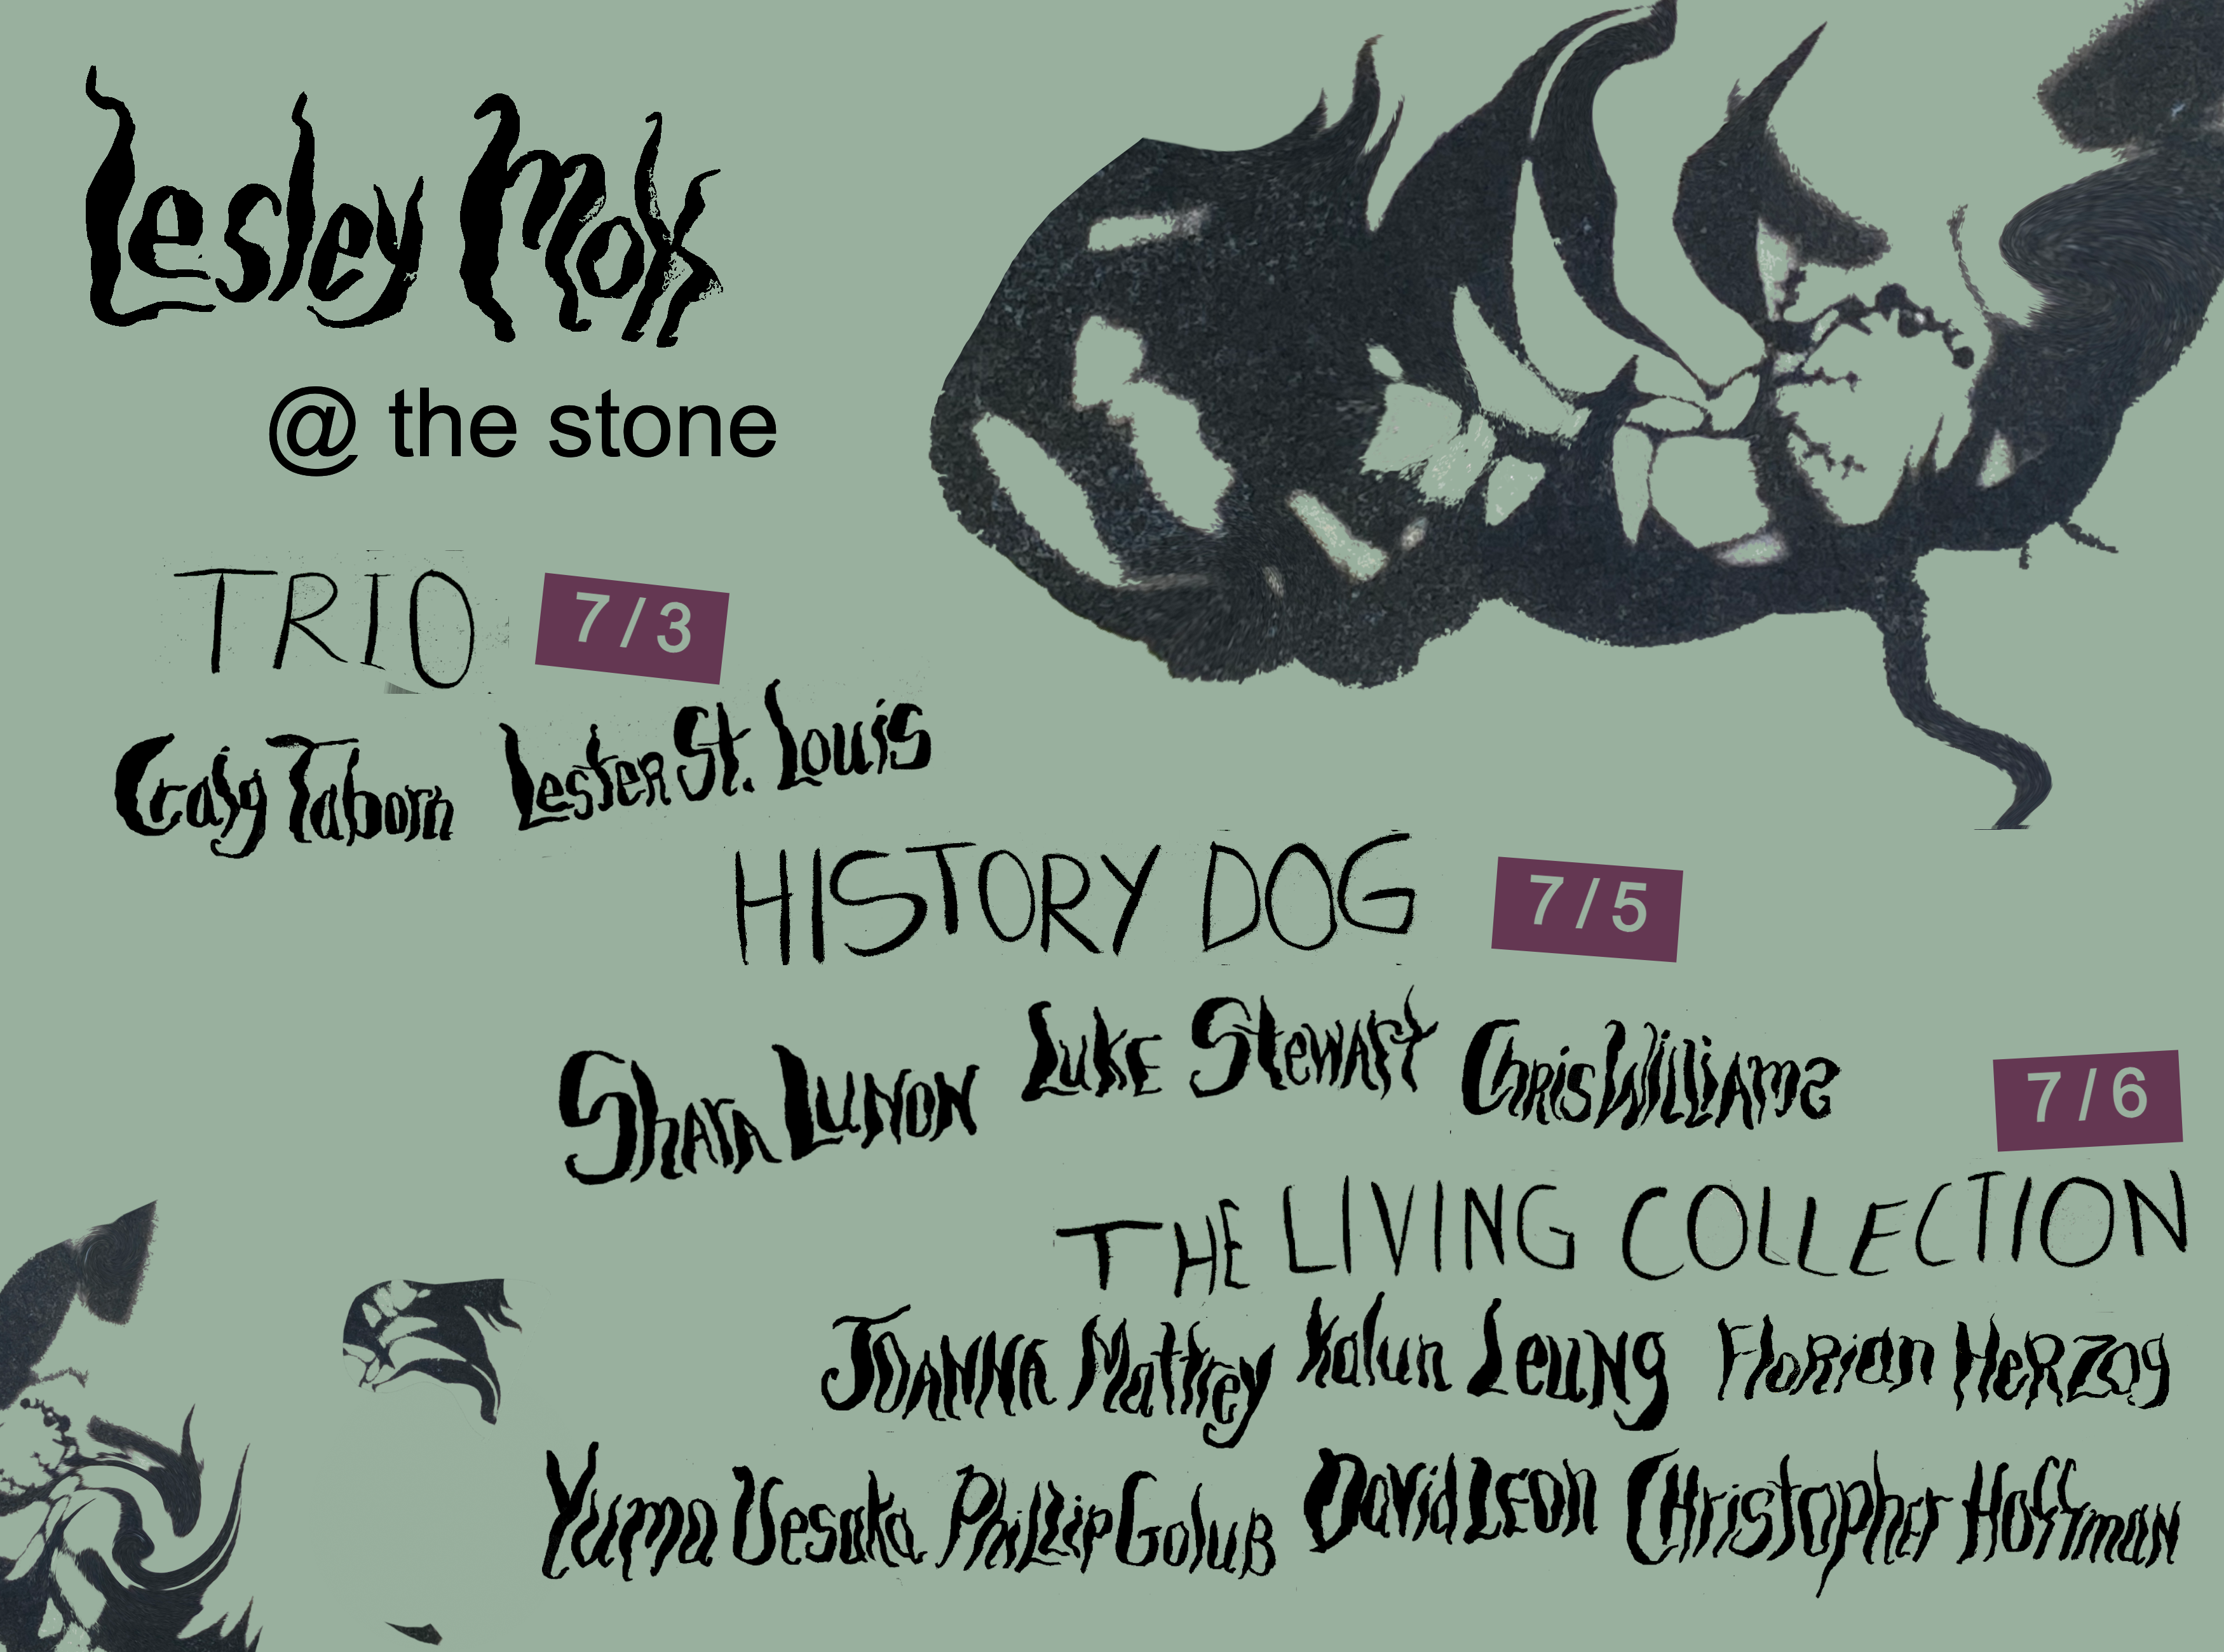 Lesley Mok
@ the stone
TRIO 7/3
Craig Taborn Lester St. Louis
HISTORY DOG 7/5
Shara Lunon Luke Stewart Chris Williams
7/6
THE LIVING COLLECTION
Joanna Mattrey Kalun Leung Florian Herzog
Yuma Uesaka Phillip Golub David Leon Christopher Hoffman